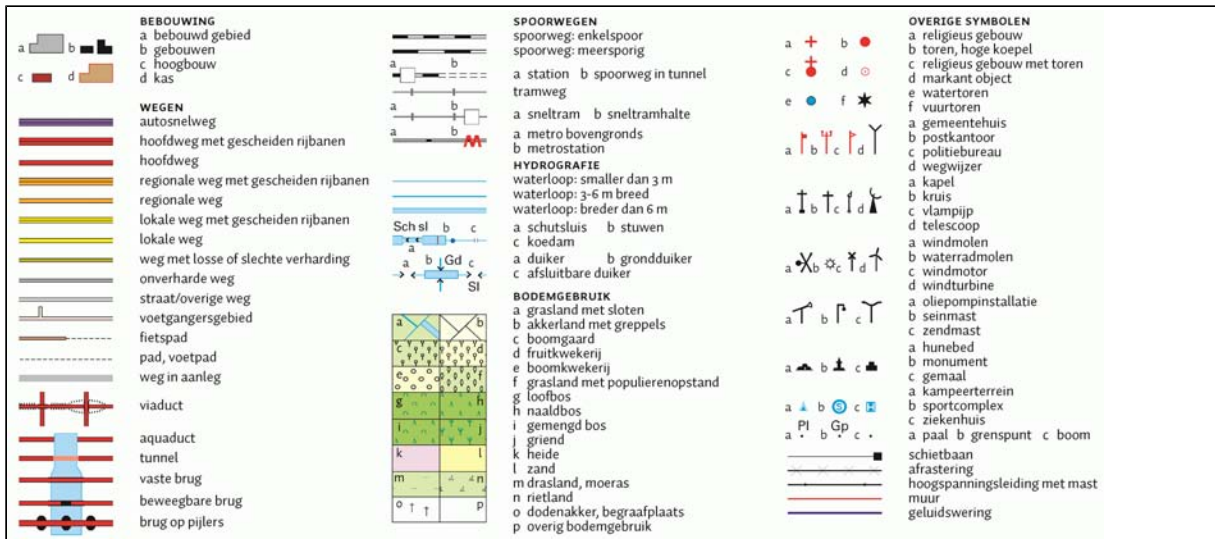 BEBOUWING
a bebouwd gebied
a b
b gebouwen
c hoogbouw
c d
d kas
WEGEN
autosnelweg
hoofdweg met gescheiden rijbanen
hoofdweg
regionale weg met gescheiden rijbanen
regionale weg
lokale weg met gescheiden rijbanen
lokale weg
weg met losse of slechte verharding
onverharde weg
straat/overige weg
voetgangersgebied
fietspad
pad, voetpad
weg in aanleg
viaduct
aquaduct
tunnel
vaste brug
beweegbare brug
brug op pijlers
SPOORWEGEN
spoorweg: enkelspoor
spoorweg: meersporig
a b
a station b spoorweg in tunnel
tramweg
a b
a sneltram b sneltramhalte
a b
a metro bovengronds
b metrostation
HYDROGRAFIE
waterloop: smaller dan 3 m
waterloop: 3-6 m breed
waterloop: breder dan 6 m
Sch sl b c
a
a schutsluis b stuwen
c koedam
a b Gd c
Sl
a duiker b grondduiker
c afsluitbare duiker
BODEMGEBRUIK
a b
c d
e f
g h
i j
k l
m n
o p
a grasland met sloten
b akkerland met greppels
c boomgaard
d fruitkwekerij
e boomkwekerij
f grasland met populierenopstand
g loofbos
h naaldbos
i gemengd bos
j griend
k heide
l zand
m drasland, moeras
n rietland
o dodenakker, begraafplaats
p overig bodemgebruik
OVERIGE SYMBOLEN
a b
c d
e f
a religieus gebouw
b toren, hoge koepel
c religieus gebouw met toren
d markant object
e watertoren
f vuurtoren
a b c d
a gemeentehuis
b postkantoor
c politiebureau
d wegwijzer
a b c d
a kapel
b kruis
c vlampijp
d telescoop
a b c d
a windmolen
b waterradmolen
c windmotor
d windturbine
a b c
a oliepompinstallatie
b seinmast
c zendmast
a b c
a hunebed
b monument
c gemaal
a b S c H
a kampeerterrein
b sportcomplex
c ziekenhuis
Pl Gp
a b c
a paal b grenspunt c boom
schietbaan
afrastering
hoogspanningsleiding met mast
muur
geluidswering